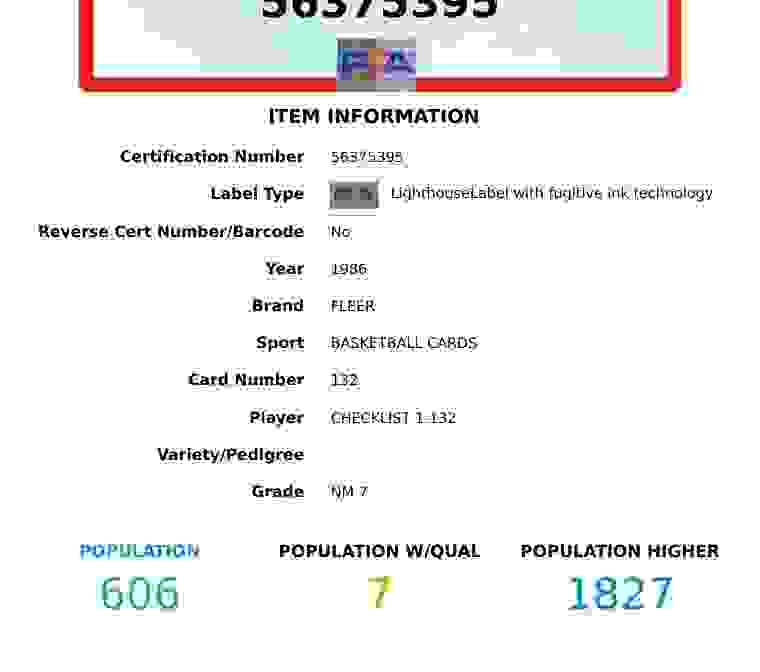 56375395
PSA
ITEM INFORMATION
Certification Number 56375395
Label Type LighthouseLabel with fugitive ink technology
Reverse Cert Number/Barcode No
Year 1986
Brand FLEER
Sport BASKETBALL CARDS
Card Number 132
Player CHECKLIST 1-132
Variety/Pedigree
Grade NM 7
POPULATION POPULATION W/QUAL POPULATION HIGHER
606 7 1827